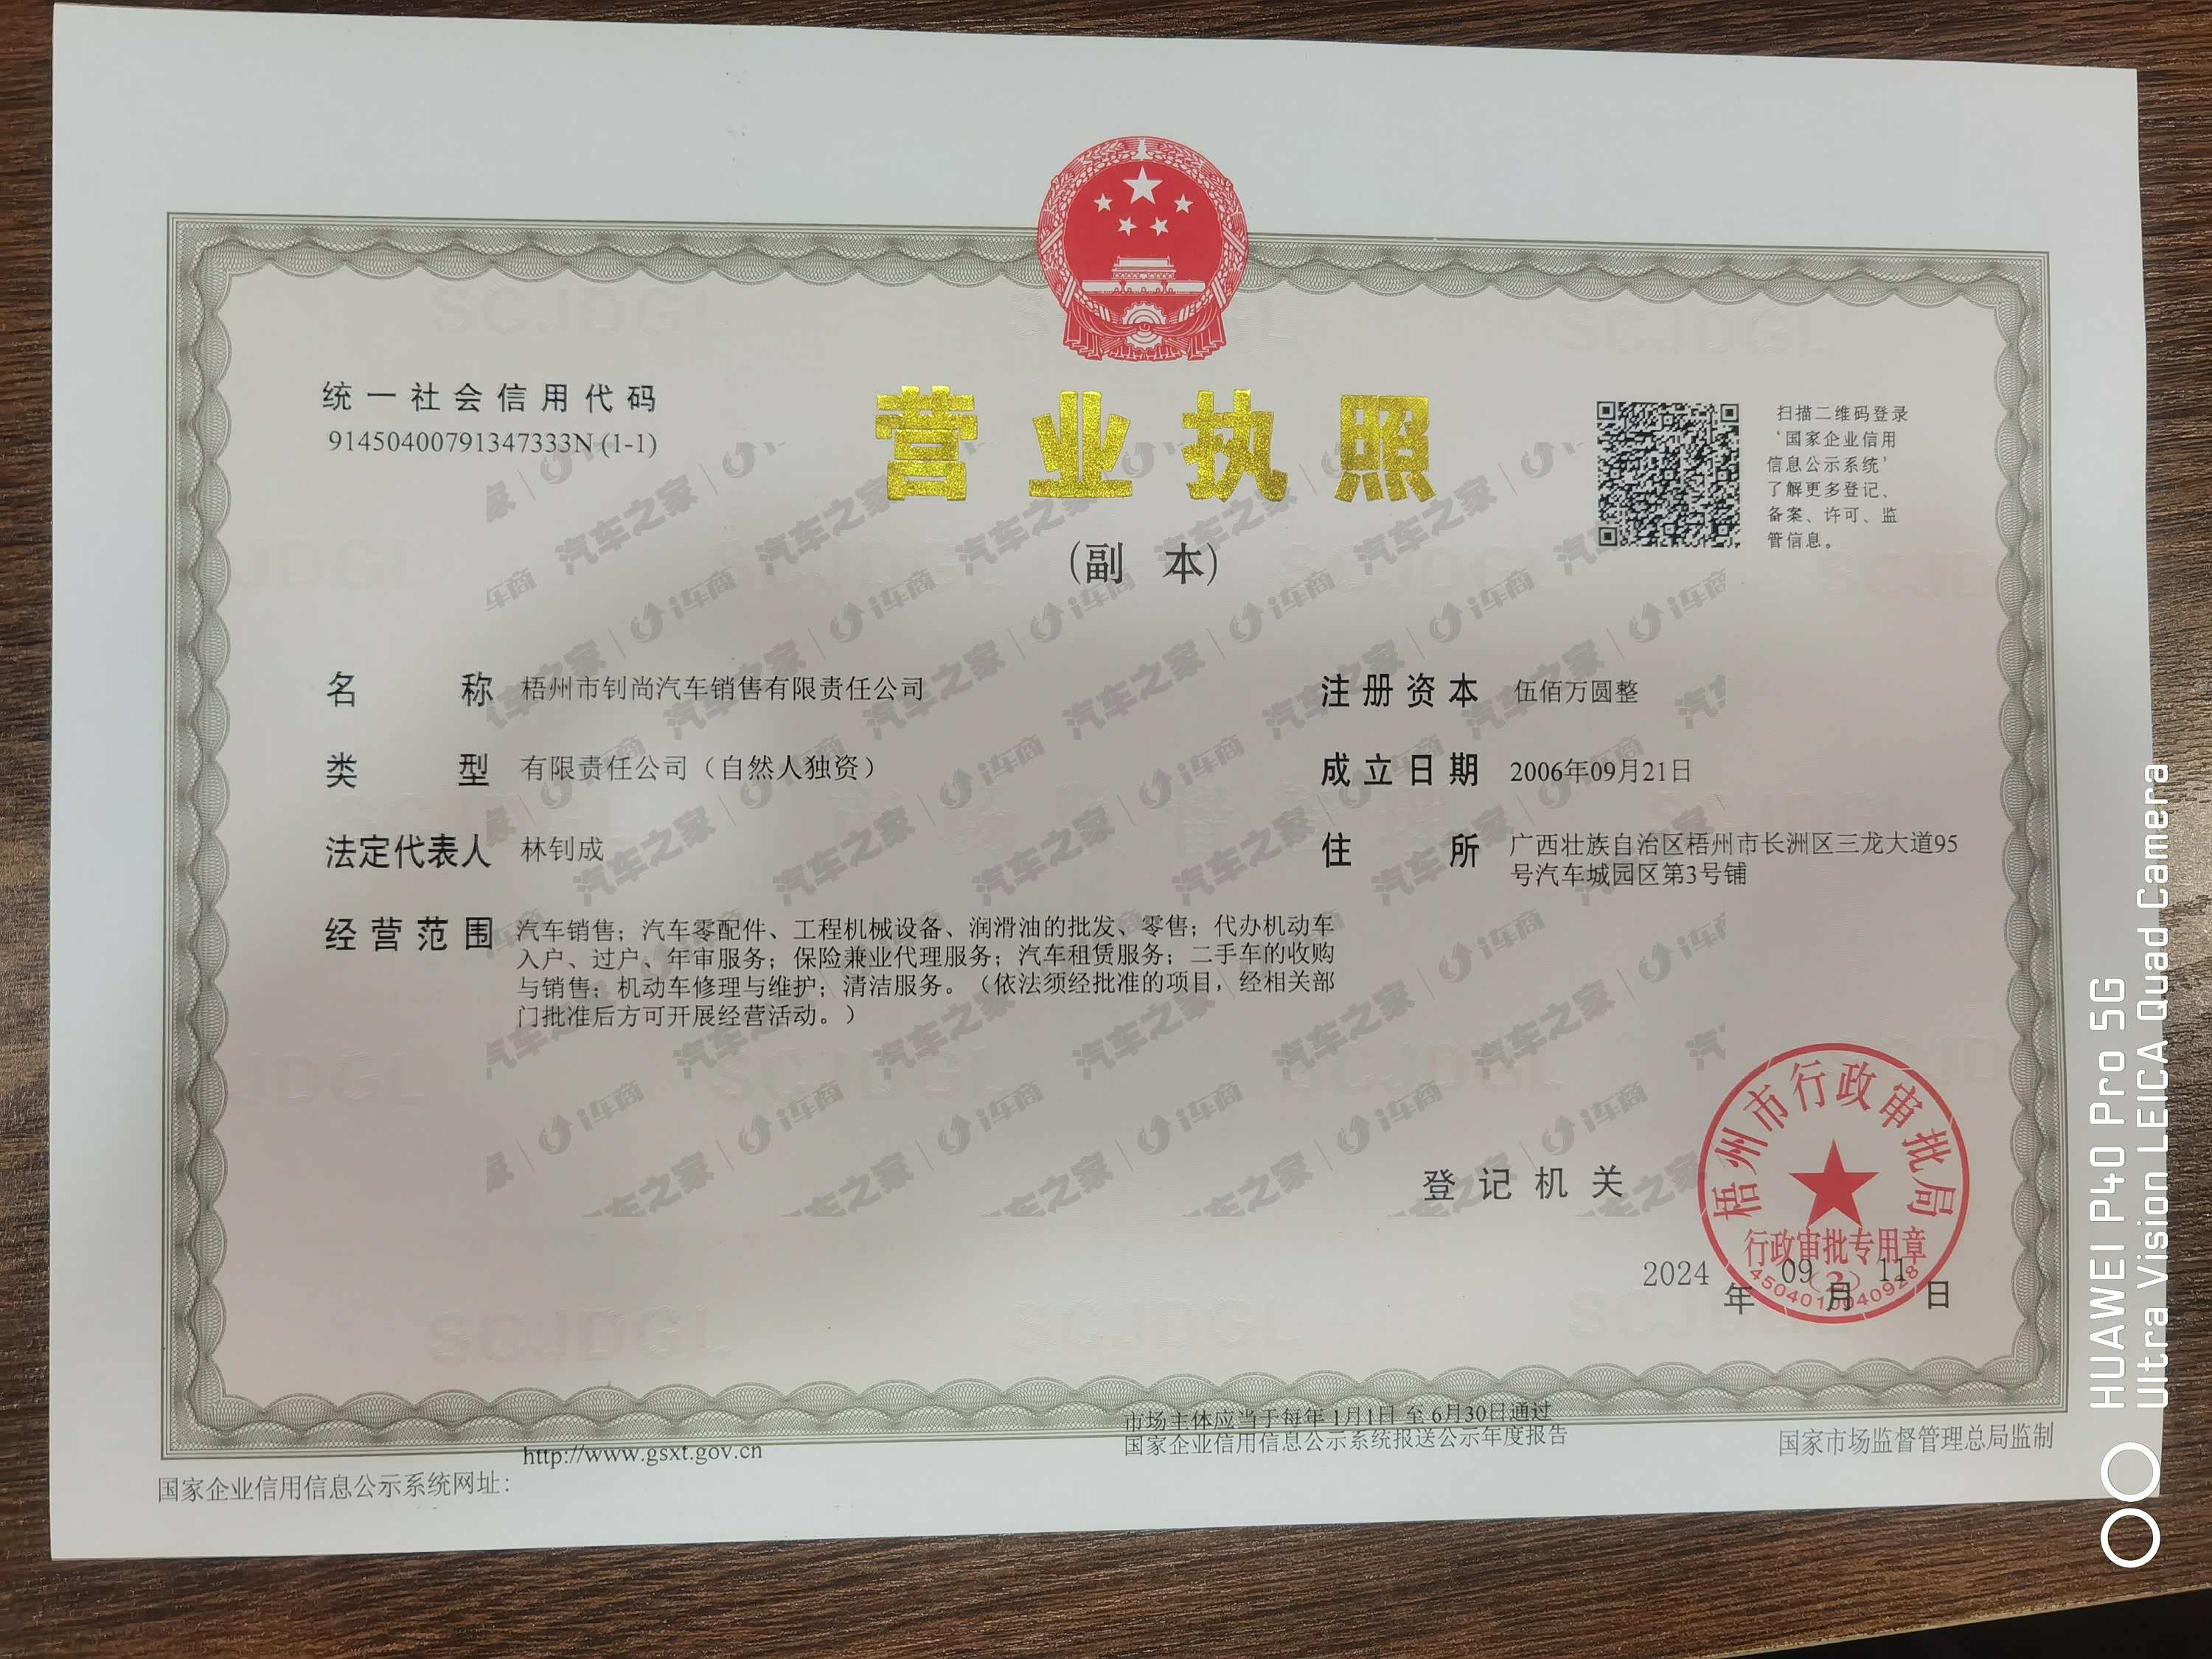 统一社会信用代码
91450400791347333N (1-1)
营业执照
(副 本)
扫描二维码登录
‘国家企业信用
信息公示系统’
了解更多登记、
备案、许可、监
管信息。
名 称 梧州市钊尚汽车销售有限责任公司
类 型 有限责任公司（自然人独资）
法定代表人 林钊成
经营范围 汽车销售；汽车零配件、工程机械设备、润滑油的批发、零售；代办机动车
入户、过户、年审服务；保险兼业代理服务；汽车租赁服务；二手车的收购
与销售；机动车修理与维护；清洁服务。（依法须经批准的项目，经相关部
门批准后方可开展经营活动。）
注册资本 伍佰万圆整
成立日期 2006年09月21日
住 所 广西壮族自治区梧州市长洲区三龙大道95
号汽车城园区第3号铺
登记机关
梧州市行政审批局
行政审批专用章
(2)
4504010040928
2024 年 09 月 11 日
http://www.gsxt.gov.cn
国家企业信用信息公示系统网址：
市场主体应当于每年 1月1日 至 6月30日通过
国家企业信用信息公示系统报送公示年度报告
国家市场监督管理总局监制
汽车之家 | i车商
SCJDGL
HUAWEI P40 Pro 5G
Ultra Vision LEICA Quad Camera